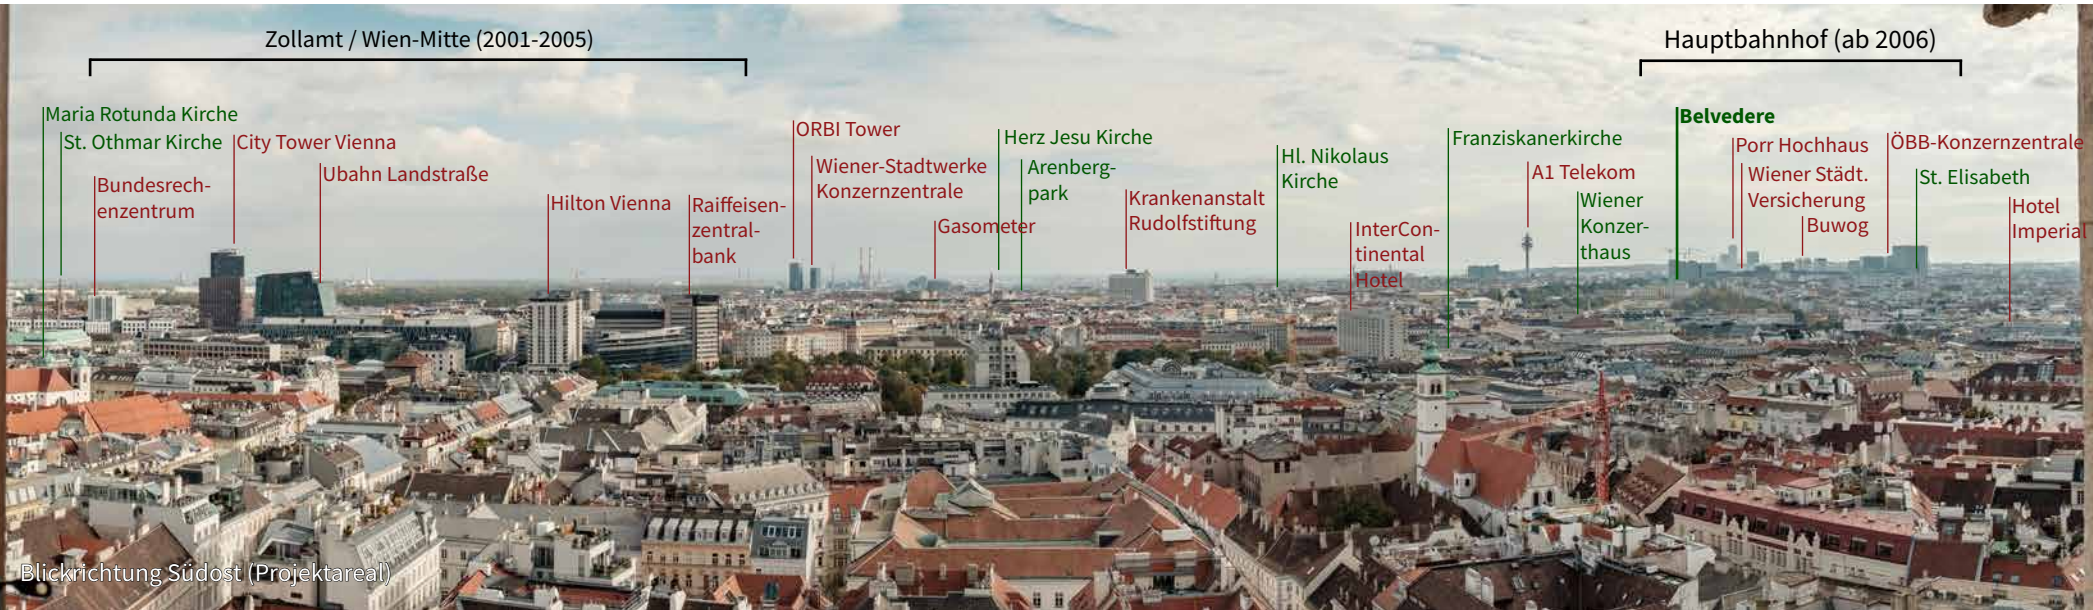 Zollamt / Wien-Mitte (2001-2005)
Hauptbahnhof (ab 2006)
Maria Rotunda Kirche
St. Othmar Kirche
Bundesrech-
enzentrum
City Tower Vienna
Ubahn Landstraße
Hilton Vienna
Raiffeisen-
zentral-
bank
ORBI Tower
Wiener-Stadtwerke
Konzernzentrale
Gasometer
Herz Jesu Kirche
Arenberg-
park
Krankenanstalt
Rudolfstiftung
Hl. Nikolaus
Kirche
InterCon-
tinental
Hotel
Franziskanerkirche
A1 Telekom
Wiener
Konzer-
thaus
Belvedere
Porr Hochhaus
Wiener Städt.
Versicherung
Buwog
ÖBB-Konzernzentrale
St. Elisabeth
Hotel
Imperial
Blickrichtung Südost (Projektareal)